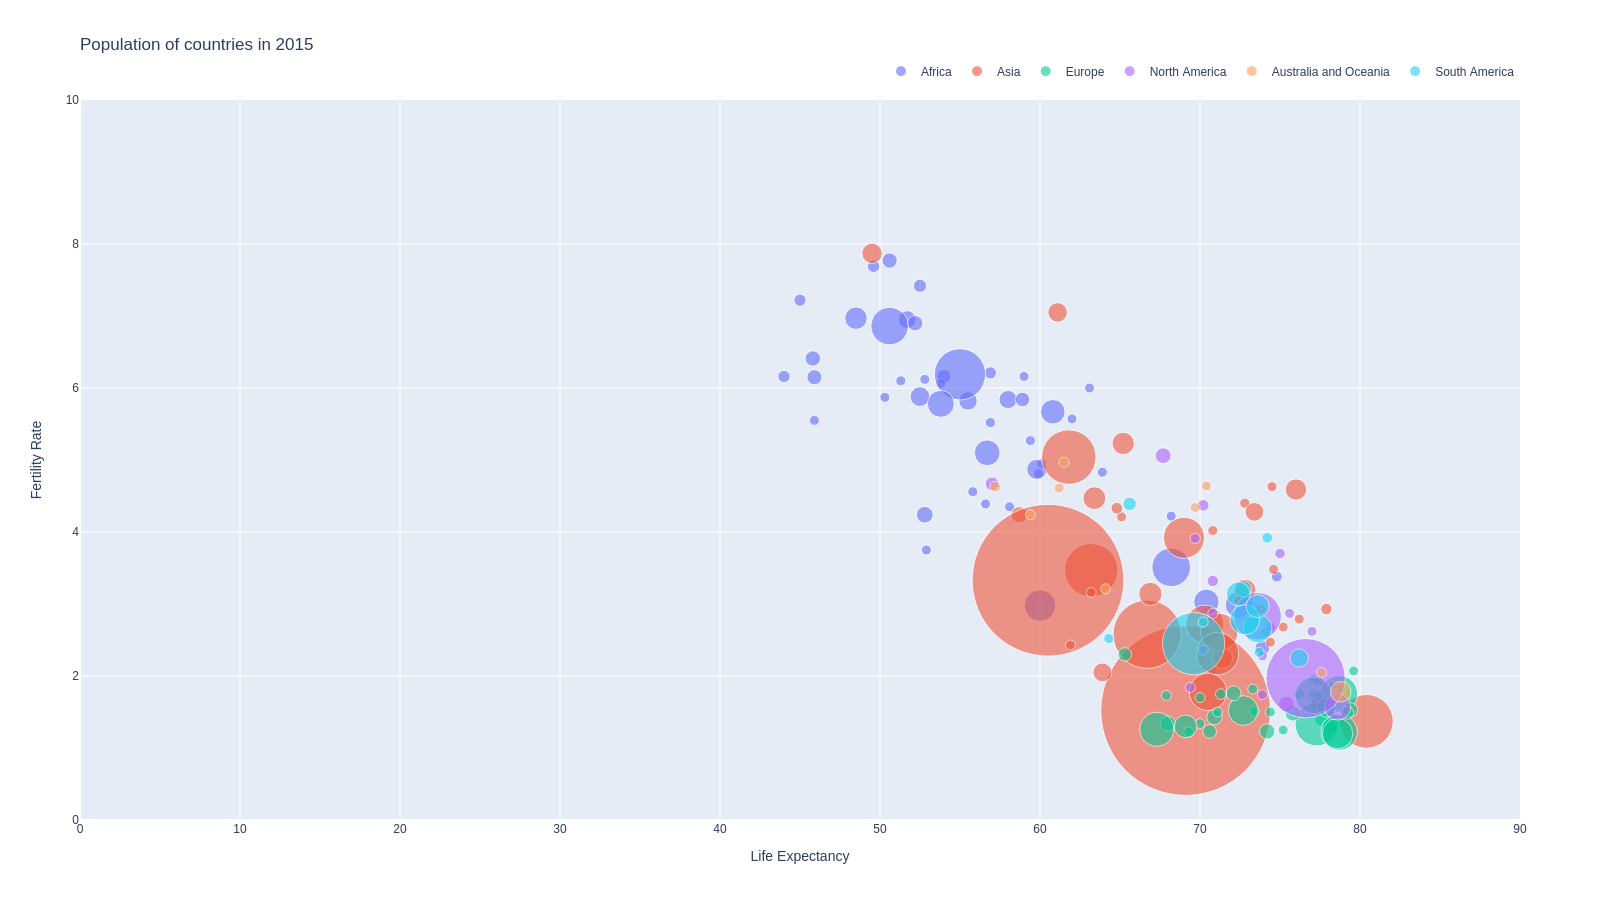 Population of countries in 2015
Africa Asia Europe North America Australia and Oceania South America
10
8
6
4
2
0
Fertility Rate
0 10 20 30 40 50 60 70 80 90
Life Expectancy